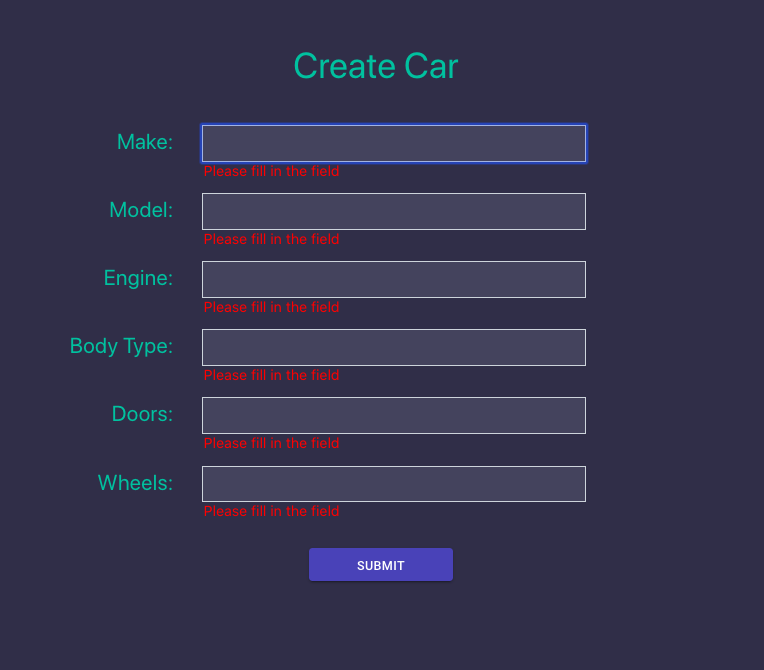 Create Car
Make:
Please fill in the field
Model:
Please fill in the field
Engine:
Please fill in the field
Body Type:
Please fill in the field
Doors:
Please fill in the field
Wheels:
Please fill in the field
SUBMIT